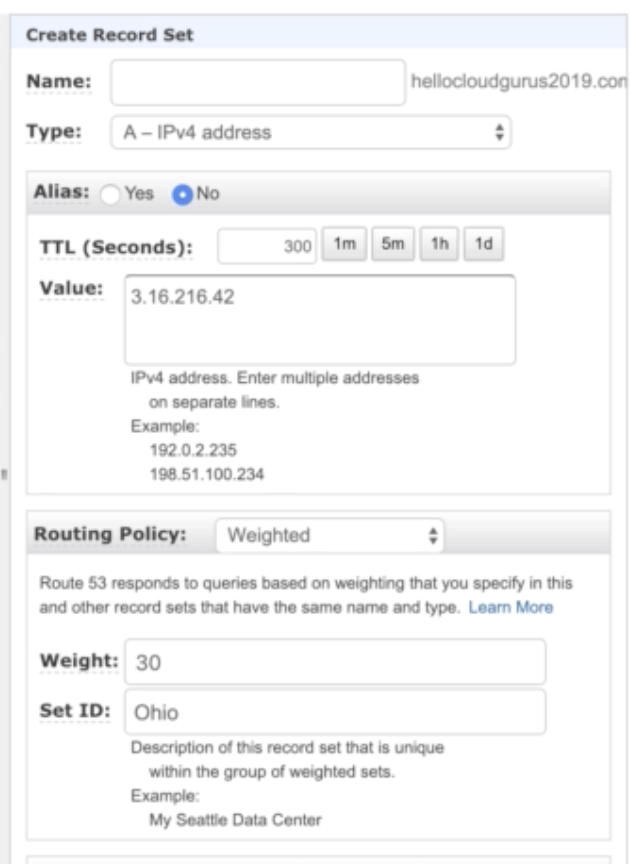 Create Record Set
Name: hellocloudgurus2019.com
Type: A – IPv4 address
Alias: Yes No
TTL (Seconds): 300 1m 5m 1h 1d
Value: 3.16.216.42
IPv4 address. Enter multiple addresses
on separate lines.
Example:
192.0.2.235
198.51.100.234
Routing Policy: Weighted
Route 53 responds to queries based on weighting that you specify in this
and other record sets that have the same name and type. Learn More
Weight: 30
Set ID: Ohio
Description of this record set that is unique
within the group of weighted sets.
Example:
My Seattle Data Center